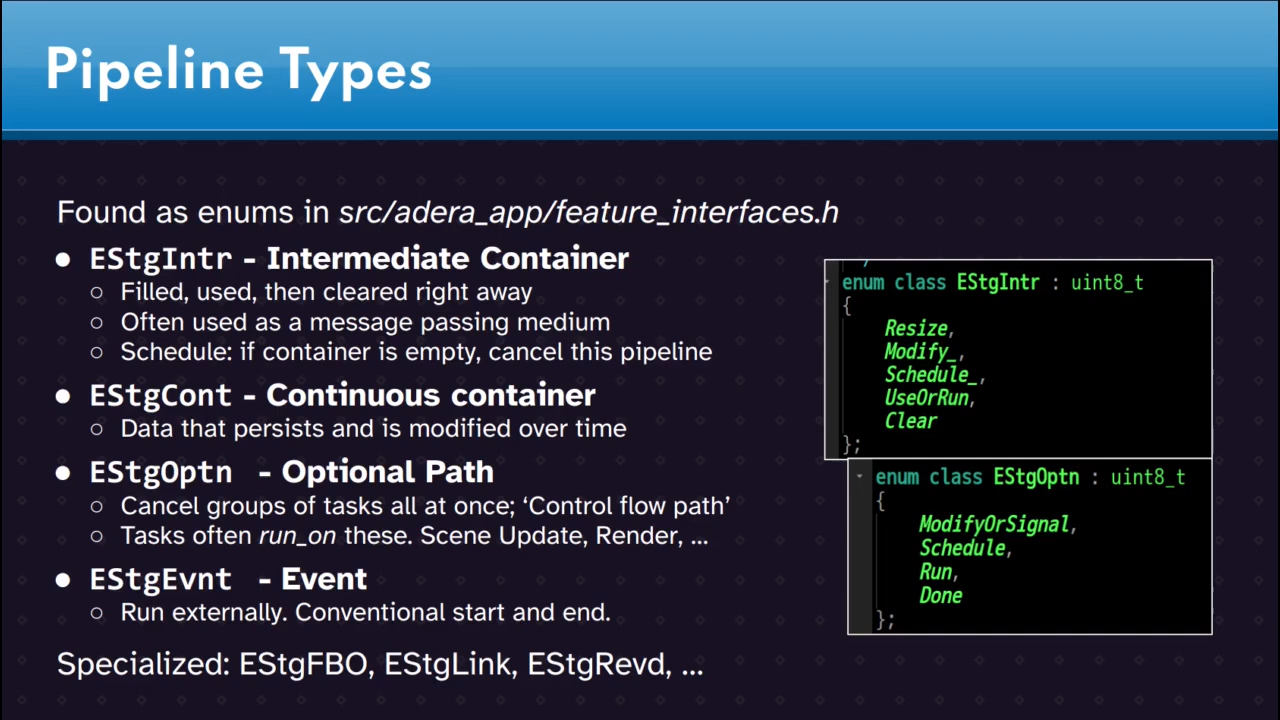 Pipeline Types
Found as enums in src/adera_app/feature_interfaces.h
● EStgIntr - Intermediate Container
○ Filled, used, then cleared right away
○ Often used as a message passing medium
○ Schedule: if container is empty, cancel this pipeline
● EStgCont - Continuous container
○ Data that persists and is modified over time
● EStgOptn - Optional Path
○ Cancel groups of tasks all at once; ‘Control flow path’
○ Tasks often run_on these. Scene Update, Render, ...
● EStgEvnt - Event
○ Run externally. Conventional start and end.
Specialized: EStgFBO, EStgLink, EStgRevd, ...
enum class EStgIntr : uint8_t
{
Resize,
Modify_,
Schedule_,
UseOrRun,
Clear
};
enum class EStgOptn : uint8_t
{
ModifyOrSignal,
Schedule,
Run,
Done
};